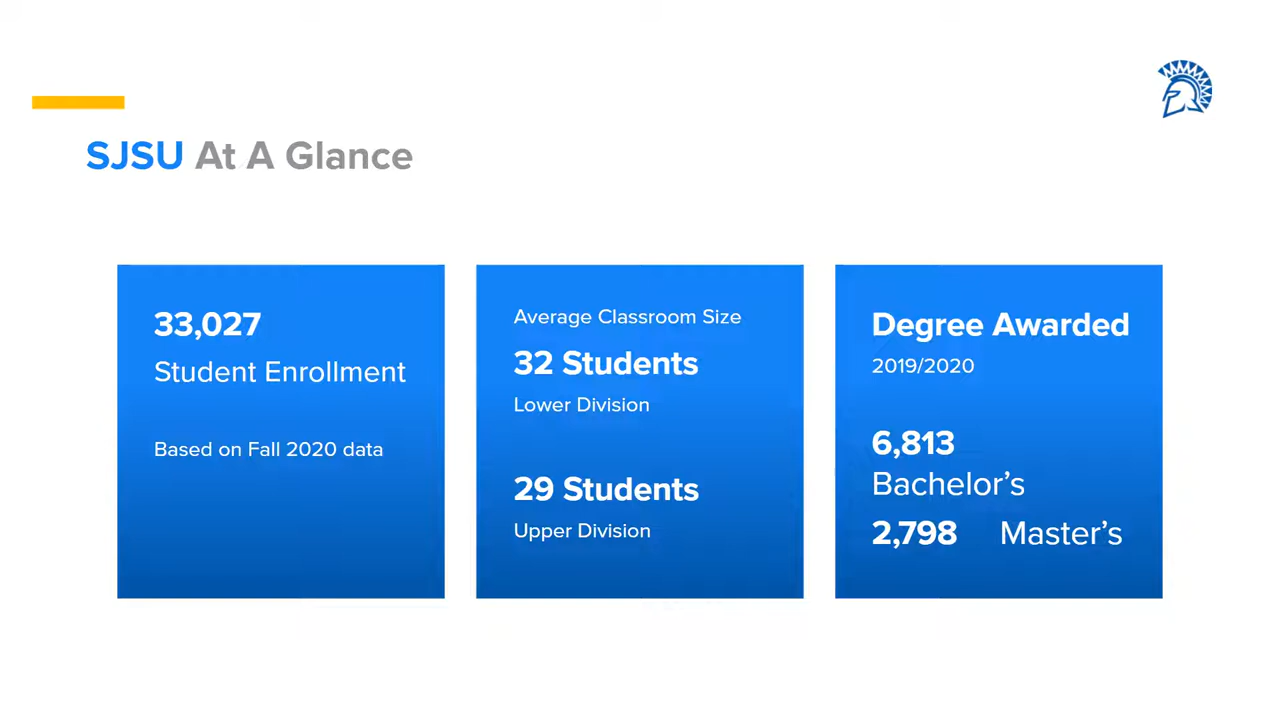 SJSU At A Glance
33,027
Student Enrollment
Based on Fall 2020 data
Average Classroom Size
32 Students
Lower Division
29 Students
Upper Division
Degree Awarded
2019/2020
6,813
Bachelor’s
2,798 Master’s